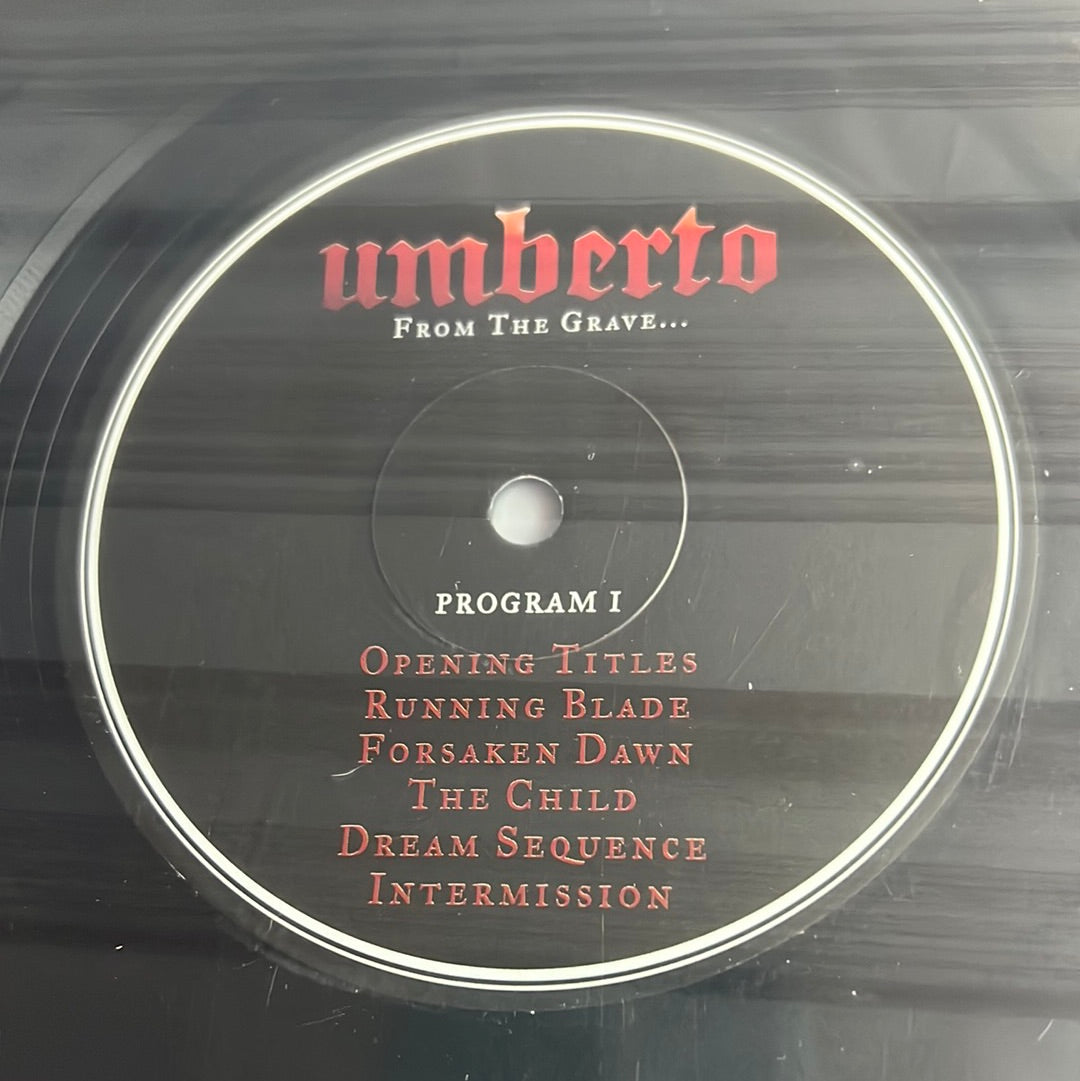 umberto
FROM THE GRAVE...
PROGRAM I
OPENING TITLES
RUNNING BLADE
FORSAKEN DAWN
THE CHILD
DREAM SEQUENCE
INTERMISSION